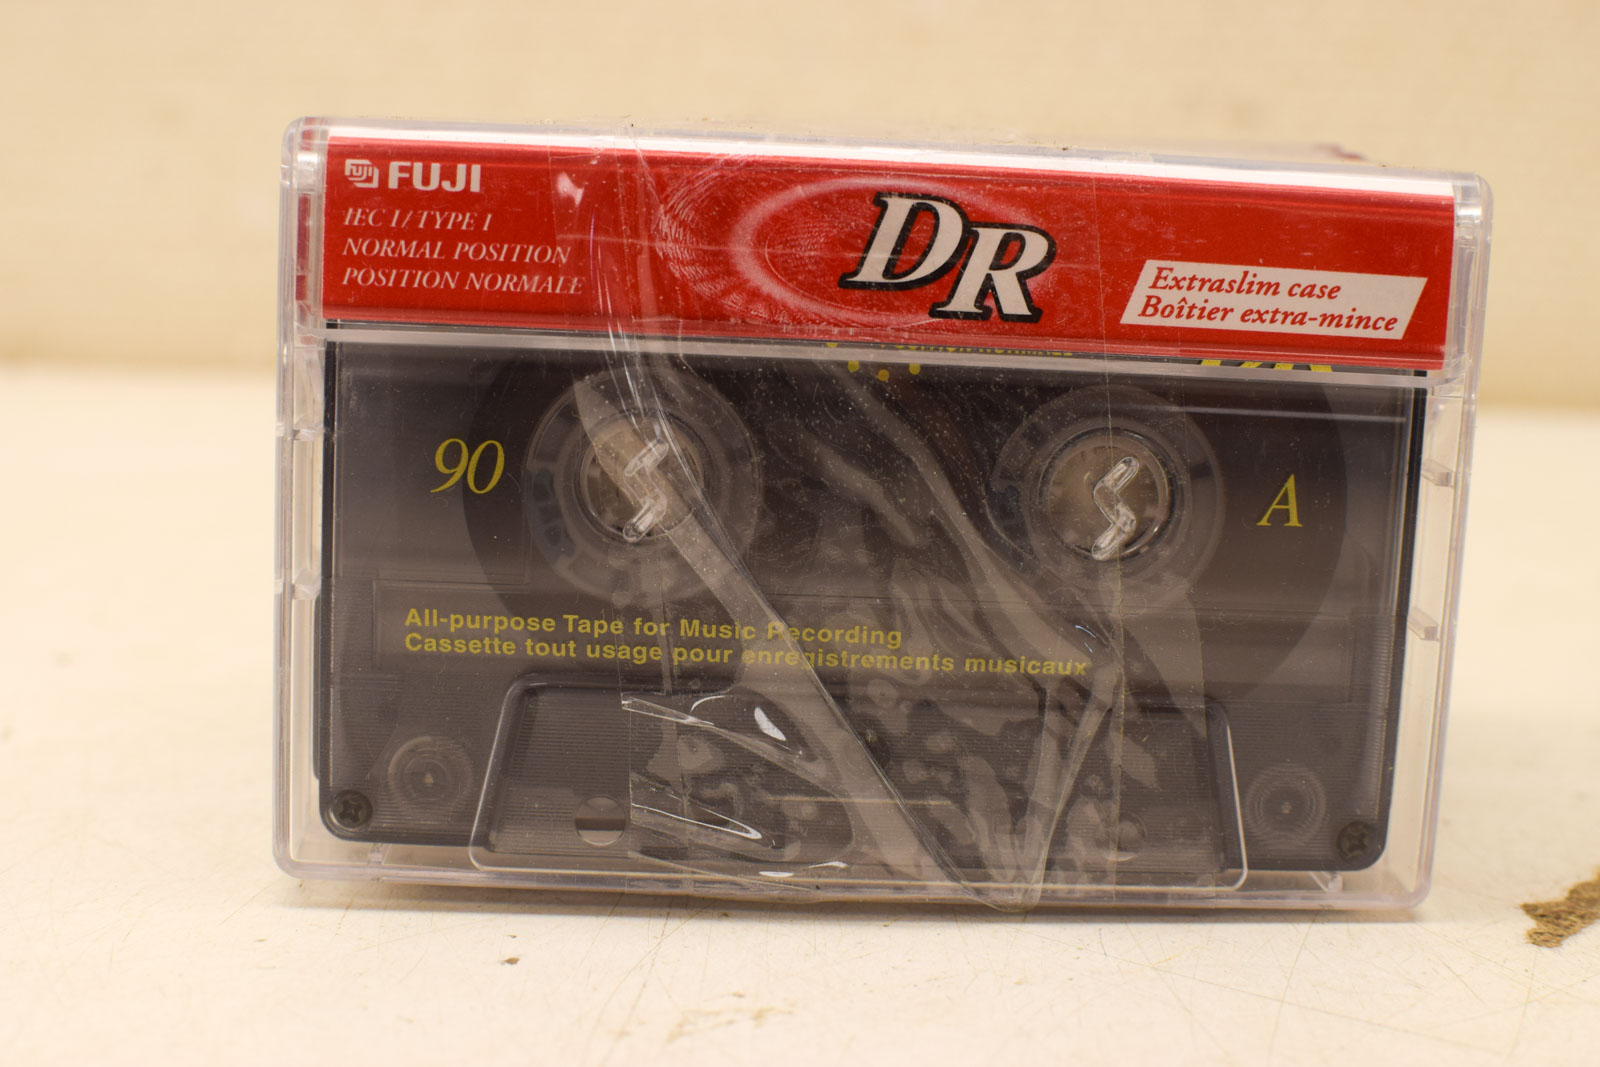 FUJI FUJI
IEC I / TYPE I
NORMAL POSITION
POSITION NORMALE
DR
Extraslim case
Boîtier extra-mince
90
A
All-purpose Tape for Music Recording
Cassette tout usage pour enregistrements musicaux